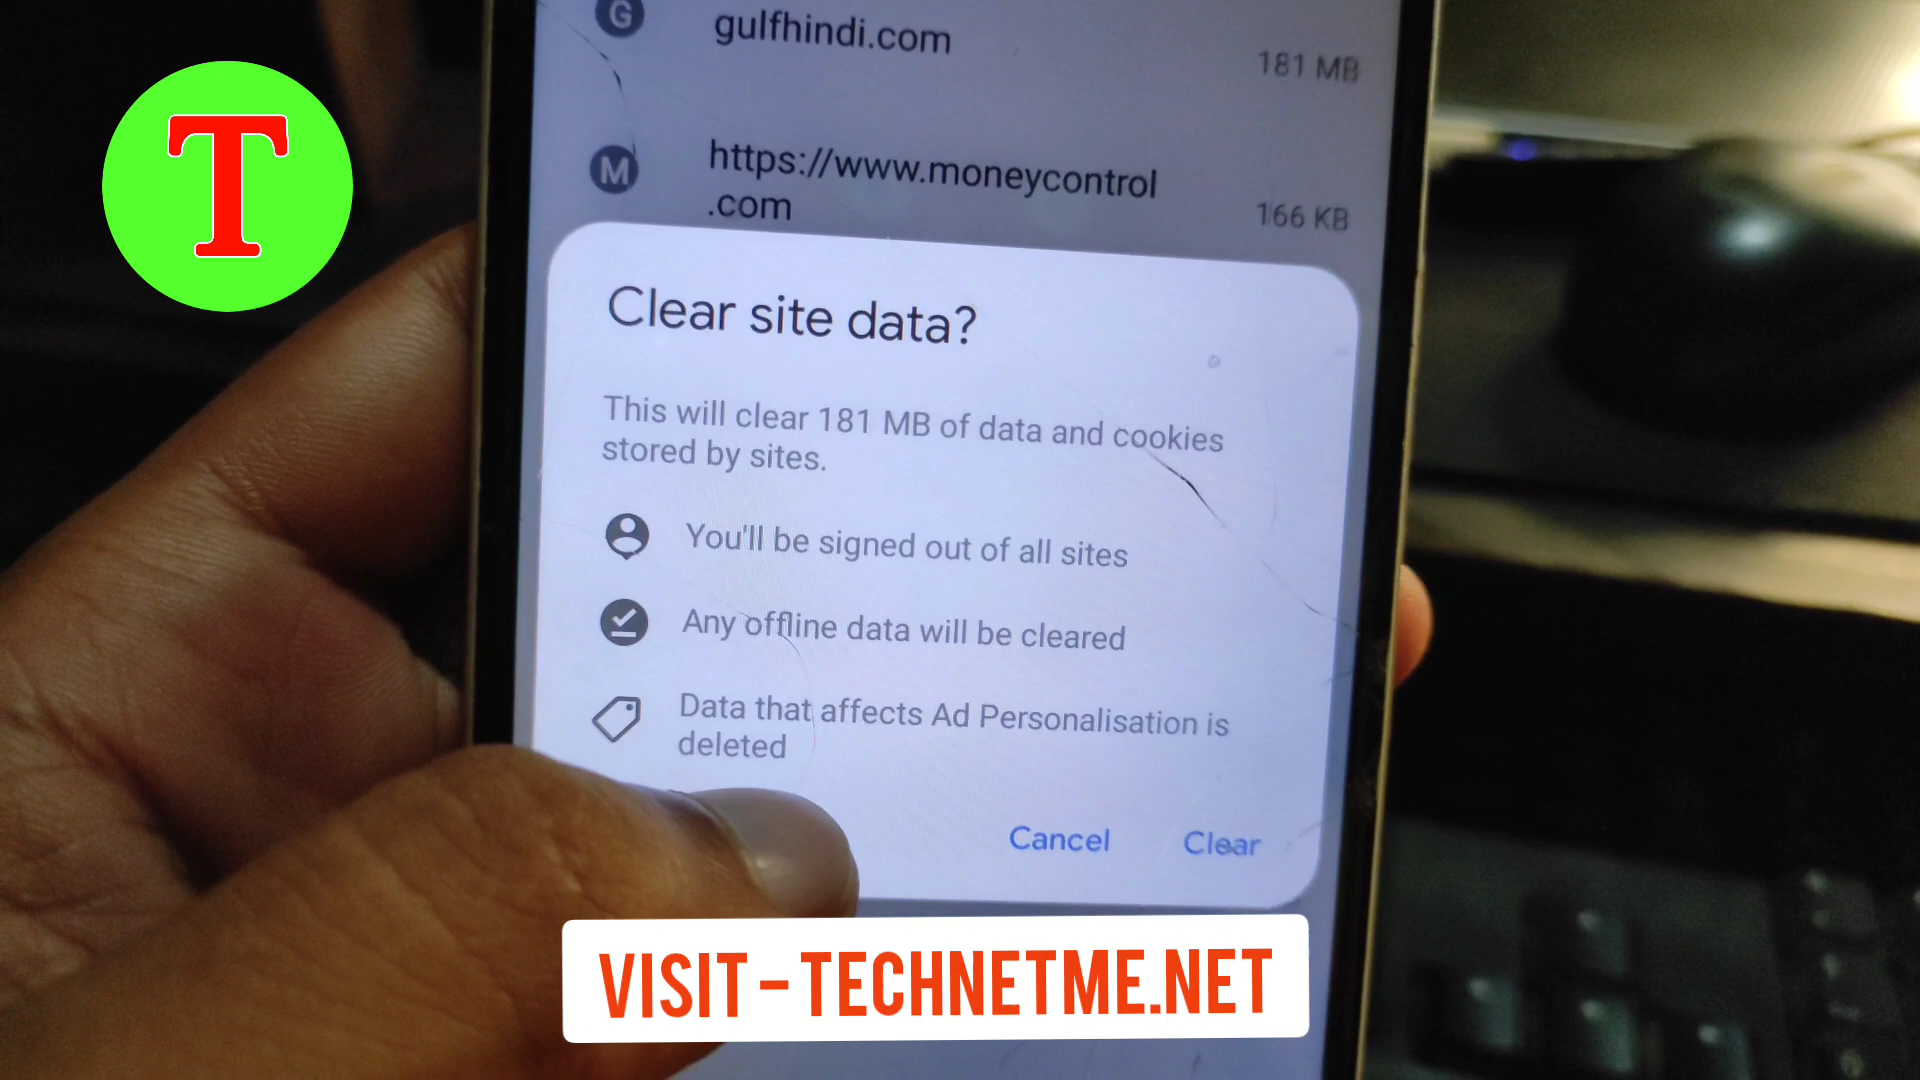 G
gulfhindi.com
181 MB
T
M
https://www.moneycontrol
.com
166 KB
Clear site data?
This will clear 181 MB of data and cookies
stored by sites.
You'll be signed out of all sites
Any offline data will be cleared
Data that affects Ad Personalisation is
deleted
Cancel
Clear
VISIT - TECHNETME.NET